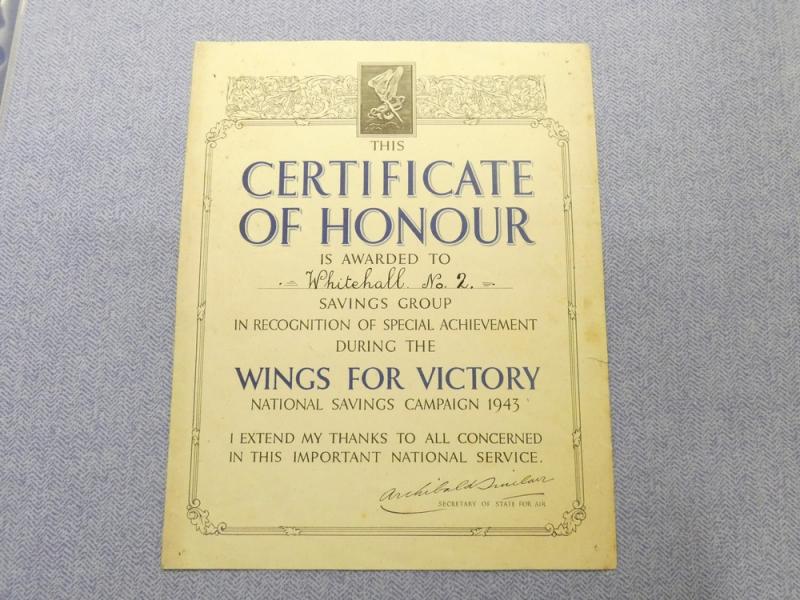 THIS
CERTIFICATE
OF HONOUR
IS AWARDED TO
Whitehall. No. 2.
SAVINGS GROUP
IN RECOGNITION OF SPECIAL ACHIEVEMENT
DURING THE
WINGS FOR VICTORY
NATIONAL SAVINGS CAMPAIGN 1943
I EXTEND MY THANKS TO ALL CONCERNED
IN THIS IMPORTANT NATIONAL SERVICE.
Archibald Sinclair
SECRETARY OF STATE FOR AIR